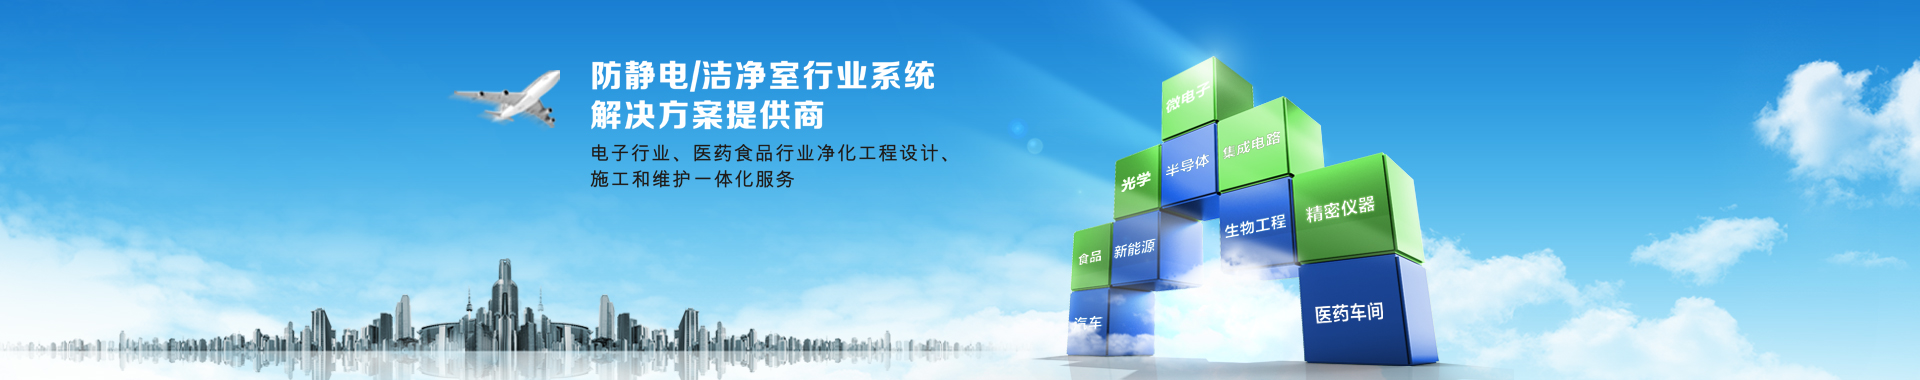 防静电/洁净室行业系统
解决方案提供商
电子行业、医药食品行业净化工程设计、
施工和维护一体化服务
微电子
集成电路
半导体
光学
精密仪器
生物工程
新能源
食品
医药车间
汽车